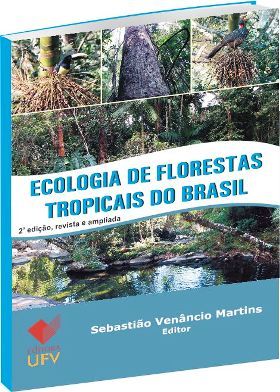 ECOLOGIA DE FLORESTAS
TROPICAIS DO BRASIL
2ª edição, revista e ampliada
Sebastião Venâncio Martins
Editor
EDITORA
UFV